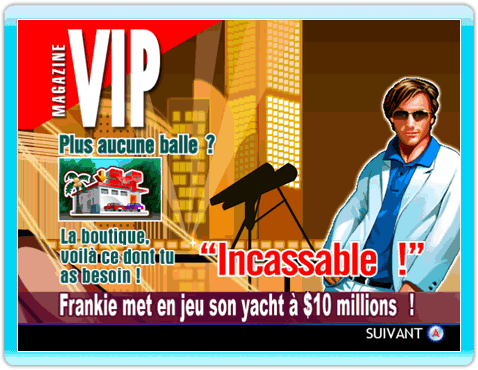 MAGAZINE
VIP
Plus aucune balle ?
La boutique,
voilà ce dont tu
as besoin !
“Incassable !”
Frankie met en jeu son yacht à $10 millions !
SUIVANT A